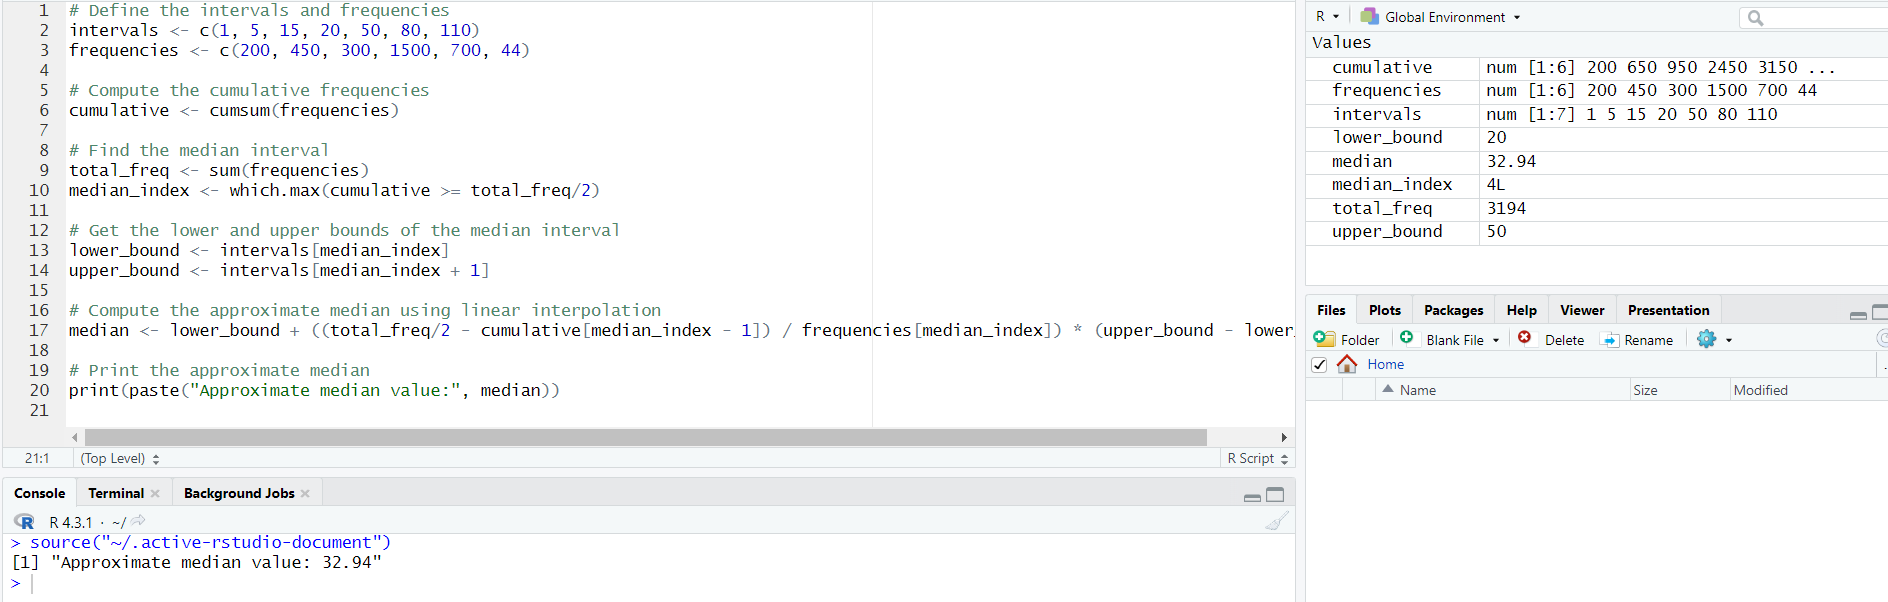 1 # Define the intervals and frequencies
2 intervals <- c(1, 5, 15, 20, 50, 80, 110)
3 frequencies <- c(200, 450, 300, 1500, 700, 44)
4
5 # Compute the cumulative frequencies
6 cumulative <- cumsum(frequencies)
7
8 # Find the median interval
9 total_freq <- sum(frequencies)
10 median_index <- which.max(cumulative >= total_freq/2)
11
12 # Get the lower and upper bounds of the median interval
13 lower_bound <- intervals[median_index]
14 upper_bound <- intervals[median_index + 1]
15
16 # Compute the approximate median using linear interpolation
17 median <- lower_bound + ((total_freq/2 - cumulative[median_index - 1]) / frequencies[median_index]) * (upper_bound - lower_
18
19 # Print the approximate median
20 print(paste("Approximate median value:", median))
21
21:1 (Top Level) R Script
Console Terminal Background Jobs
R R 4.3.1 · ~/
> source("~/.active-rstudio-document")
[1] "Approximate median value: 32.94"
>
R Global Environment
Values
cumulative num [1:6] 200 650 950 2450 3150 ...
frequencies num [1:6] 200 450 300 1500 700 44
intervals num [1:7] 1 5 15 20 50 80 110
lower_bound 20
median 32.94
median_index 4L
total_freq 3194
upper_bound 50
Files Plots Packages Help Viewer Presentation
Folder Blank File Delete Rename
Home
Name Size Modified